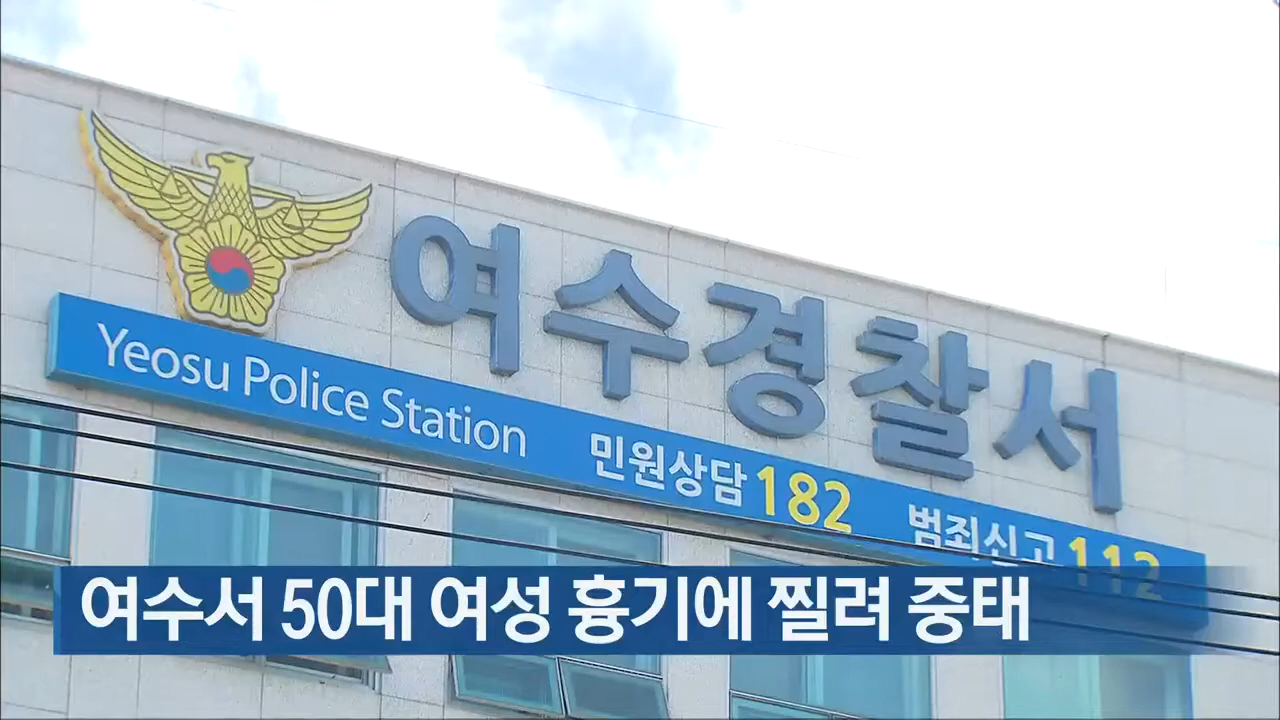 여수경찰서
Yeosu Police Station 민원상담 182 범죄신고 112
여수서 50대 여성 흉기에 찔려 중태